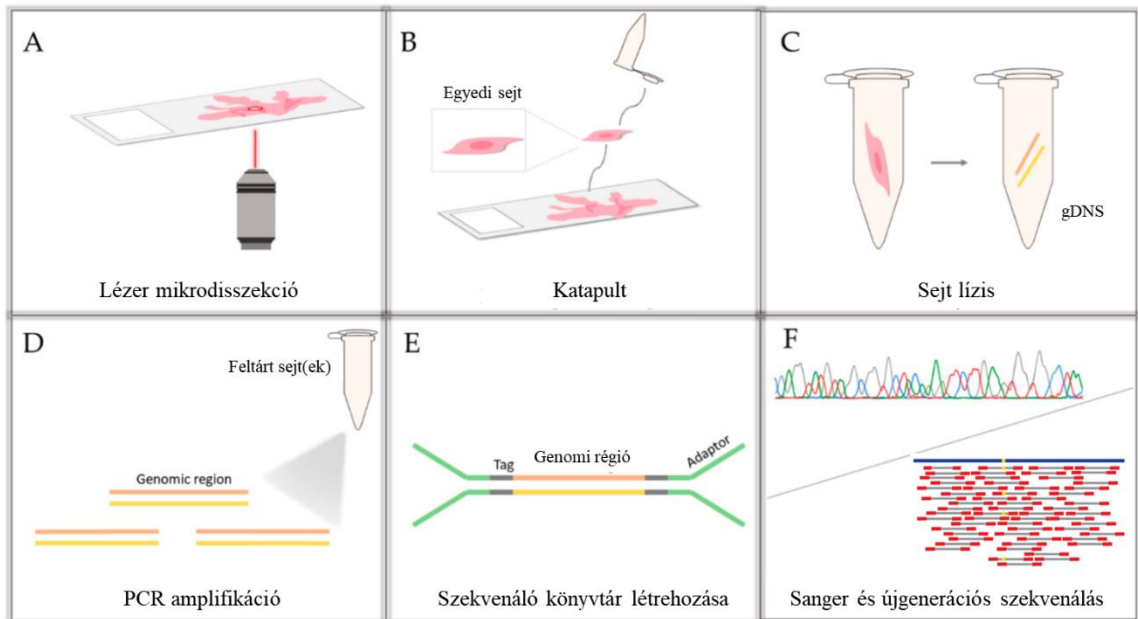 A
Lézer mikrodisszekció
B
Egyedi sejt
Katapult
C
gDNS
Sejt lízis
D
Feltárt sejt(ek)
Genomic region
PCR amplifikáció
E
Tag
Genomi régió
Adaptor
Szekvenáló könyvtár létrehozása
F
Sanger és újgenerációs szekvenálás